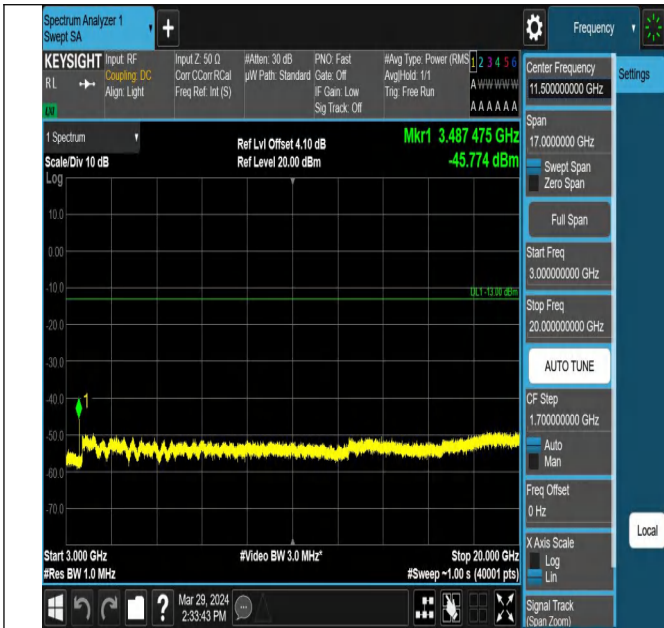 Spectrum Analyzer 1
Swept SA
Frequency
KEYSIGHT
RL
LXI
Input: RF
Coupling: DC
Align: Light
Input Z: 50 Ω
Corr CCorr RCal
Freq Ref: Int (S)
#Atten: 30 dB
µW Path: Standard
PNO: Fast
Gate: Off
IF Gain: Low
Sig Track: Off
#Avg Type: Power (RMS
Avg|Hold: 1/1
Trig: Free Run
1 2 3 4 5 6
A W W W W W
A A A A A A
Center Frequency
11.500000000 GHz
Settings
Span
17.0000000 GHz
Swept Span
Zero Span
Full Span
Start Freq
3.000000000 GHz
Stop Freq
20.000000000 GHz
AUTO TUNE
CF Step
1.700000000 GHz
Auto
Man
Freq Offset
0 Hz
X Axis Scale
Log
Lin
Signal Track
(Span Zoom)
Local
1 Spectrum
Scale/Div 10 dB
Log
Ref Lvl Offset 4.10 dB
Ref Level 20.00 dBm
Mkr1 3.487 475 GHz
-45.774 dBm
10.0
0.00
-10.0
DL1 -13.00 dBm
-20.0
-30.0
-40.0
1
-50.0
-60.0
-70.0
Start 3.000 GHz
#Video BW 3.0 MHz*
Stop 20.000 GHz
#Res BW 1.0 MHz
#Sweep ~1.00 s (40001 pts)
?
Mar 29, 2024
2:33:43 PM